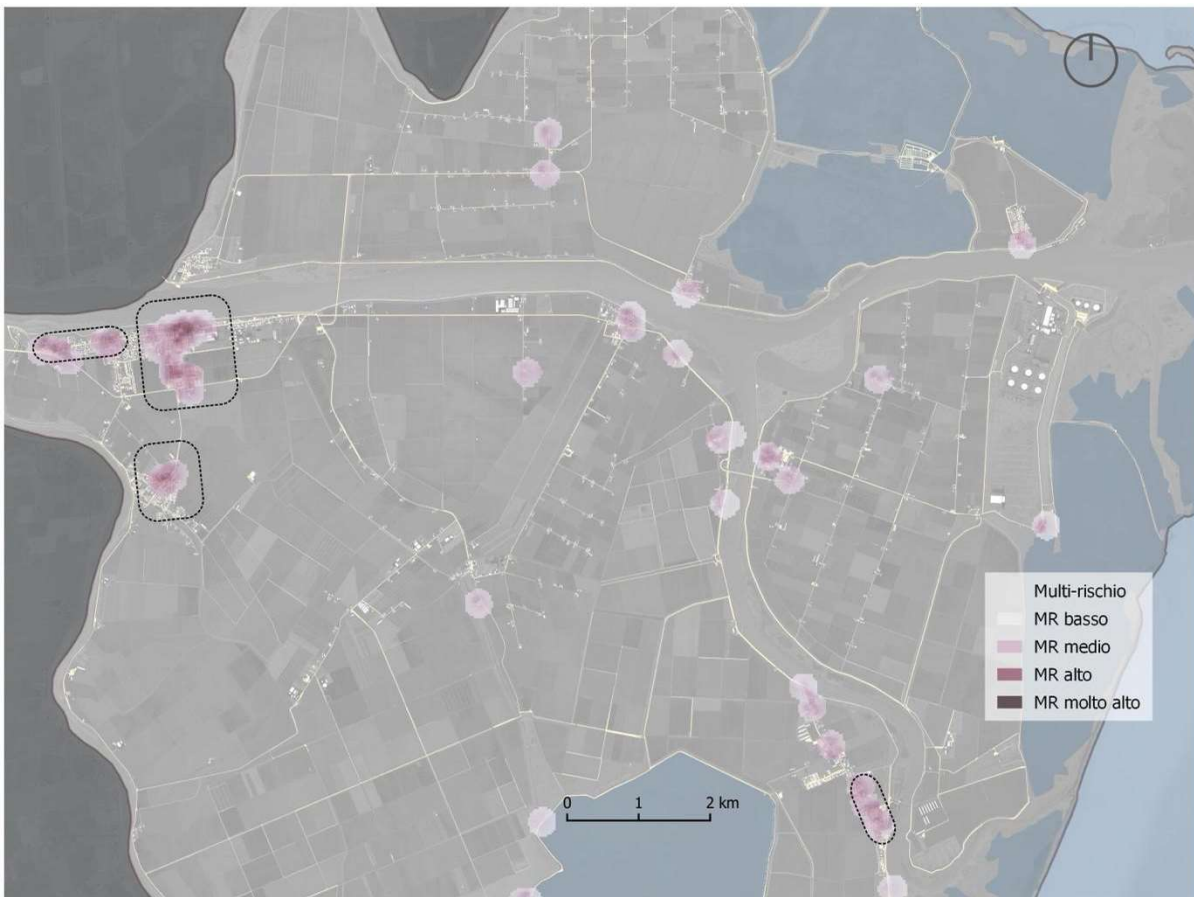 Multi-rischio
MR basso
MR medio
MR alto
MR molto alto
0 1 2 km